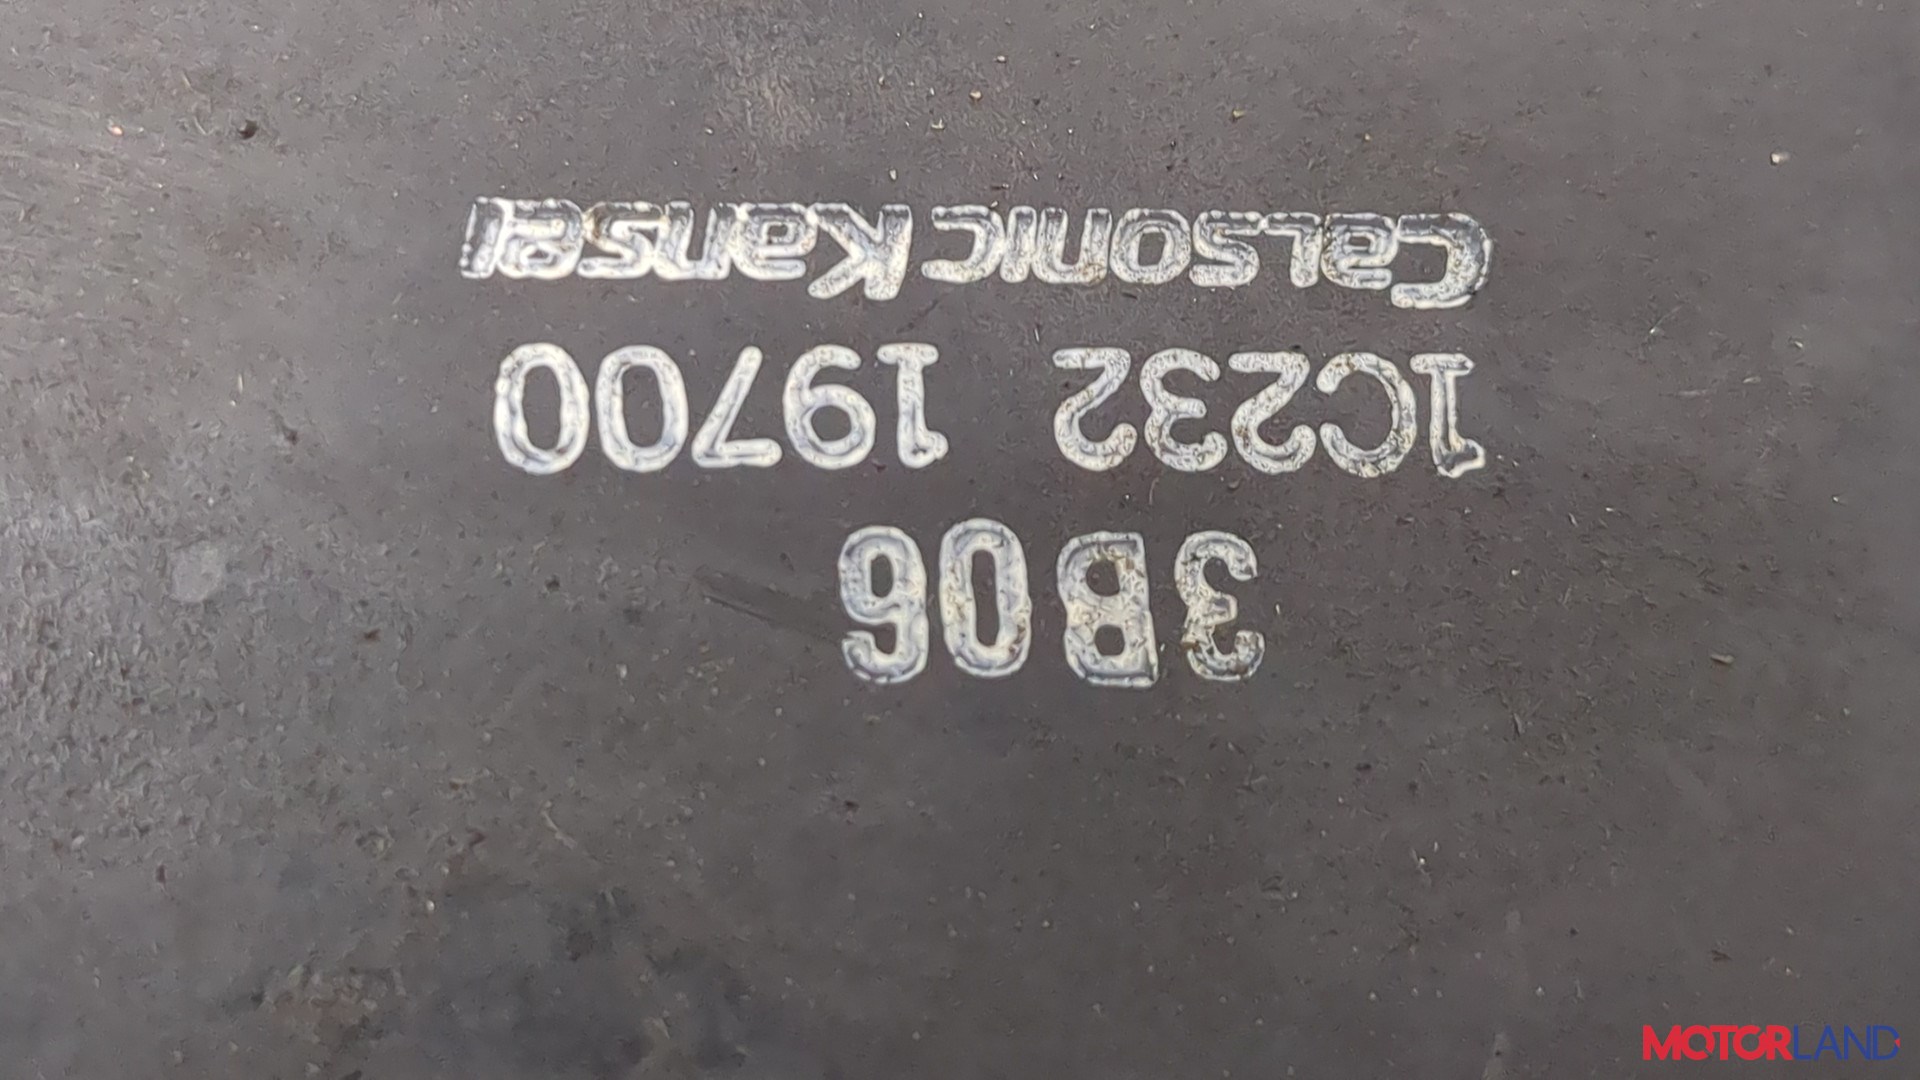 3B06
1C232 19700
Calsonic Kansei
MOTORLAND